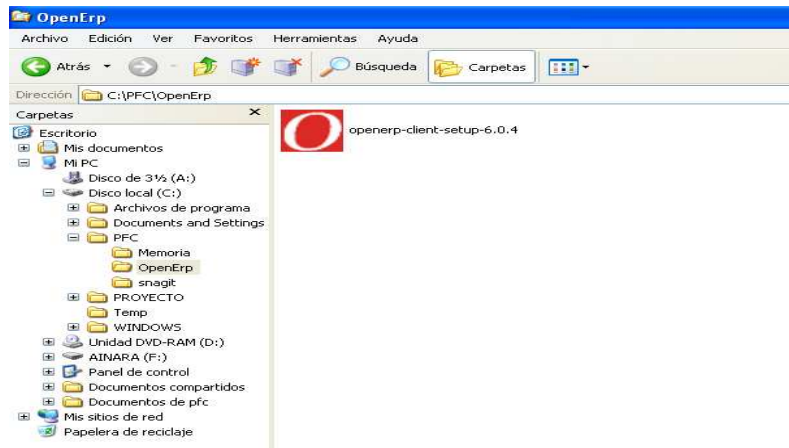 OpenErp
Archivo Edición Ver Favoritos Herramientas Ayuda
Atrás Búsqueda Carpetas
Dirección C:\PFC\OpenErp
Carpetas
openerp-client-setup-6.0.4
Escritorio
Mis documentos
Mi PC
Disco de 3½ (A:)
Disco local (C:)
Archivos de programa
Documents and Settings
PFC
Memoria
OpenErp
snagit
PROYECTO
Temp
WINDOWS
Unidad DVD-RAM (D:)
AINARA (F:)
Panel de control
Documentos compartidos
Documentos de pfc
Mis sitios de red
Papelera de reciclaje